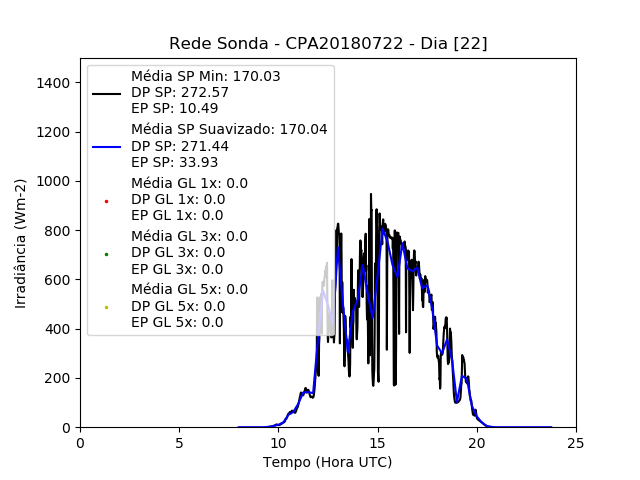 Rede Sonda - CPA20180722 - Dia [22]
Irradiância (Wm-2)
1400
1200
1000
800
600
400
200
0
Média SP Min: 170.03
DP SP: 272.57
EP SP: 10.49
Média SP Suavizado: 170.04
DP SP: 271.44
EP SP: 33.93
Média GL 1x: 0.0
DP GL 1x: 0.0
EP GL 1x: 0.0
Média GL 3x: 0.0
DP GL 3x: 0.0
EP GL 3x: 0.0
Média GL 5x: 0.0
DP GL 5x: 0.0
EP GL 5x: 0.0
0 5 10 15 20 25
Tempo (Hora UTC)